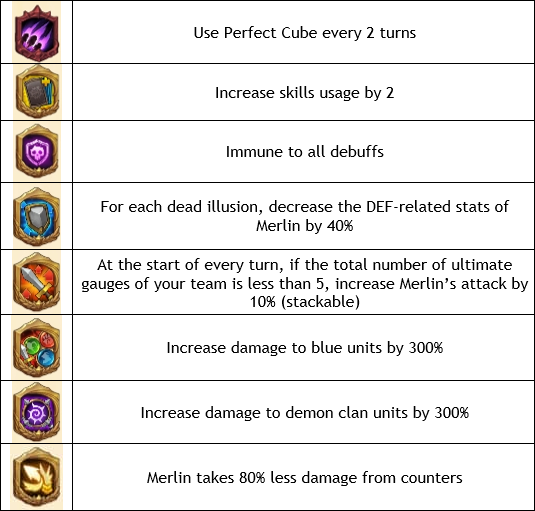 Use Perfect Cube every 2 turns
Increase skills usage by 2
Immune to all debuffs
For each dead illusion, decrease the DEF-related stats of
Merlin by 40%
At the start of every turn, if the total number of ultimate
gauges of your team is less than 5, increase Merlin’s attack by
10% (stackable)
Increase damage to blue units by 300%
Increase damage to demon clan units by 300%
Merlin takes 80% less damage from counters